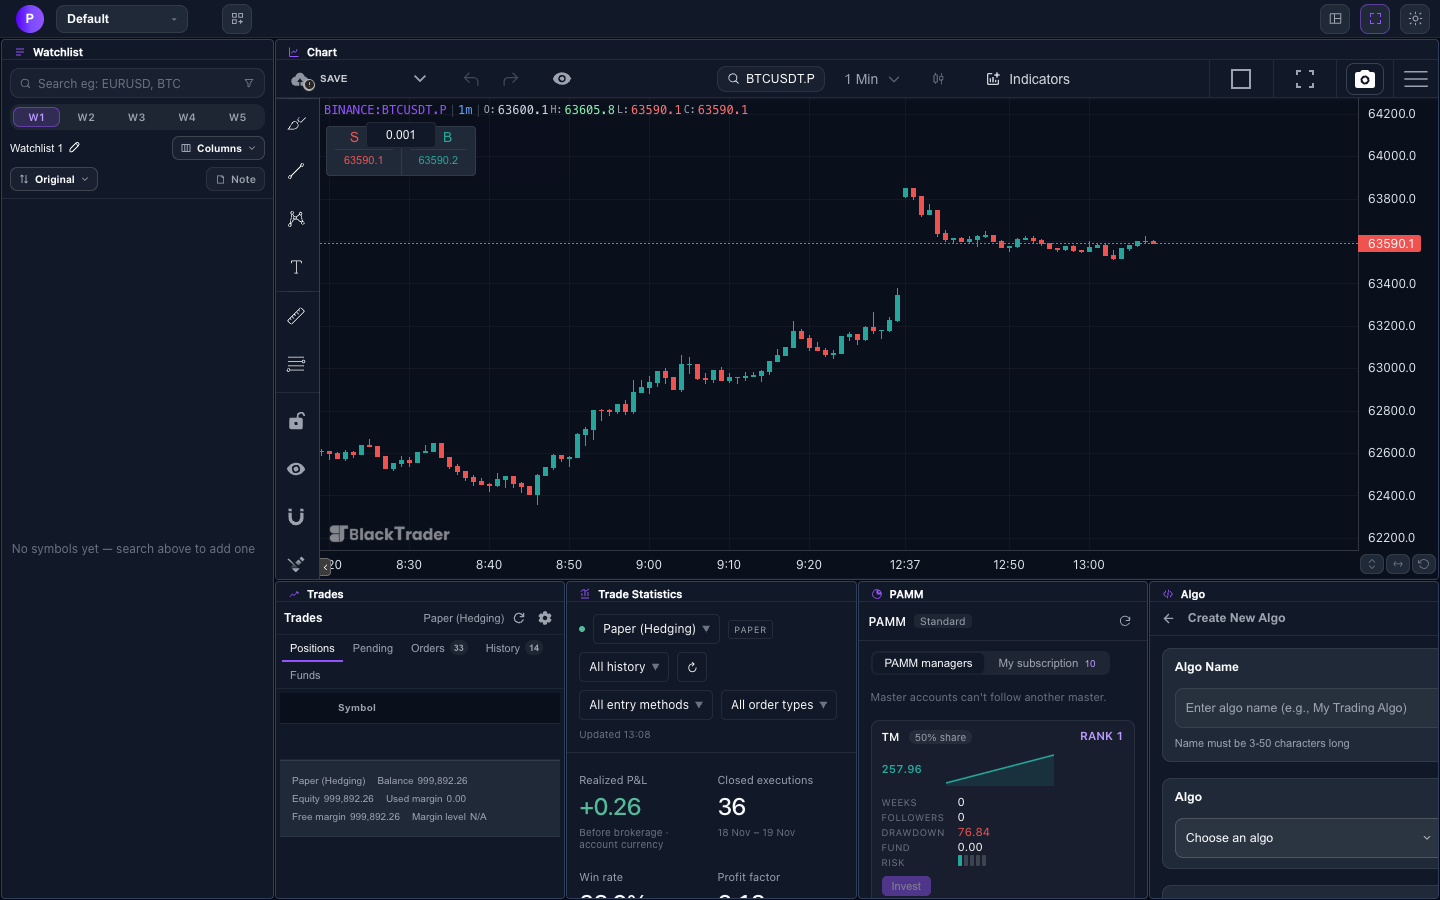 P
Default
Watchlist
Search eg: EURUSD, BTC
W1 W2 W3 W4 W5
Watchlist 1
Columns
Original
Note
No symbols yet — search above to add one
Chart
SAVE
BTCUSDT.P
1 Min
Indicators
BINANCE:BTCUSDT.P 1m O:63600.1 H:63605.8 L:63590.1 C:63590.1
S 0.001 B
63590.1 63590.2
64200.0
64000.0
63800.0
63590.1
63400.0
63200.0
63000.0
62800.0
62600.0
62400.0
62200.0
BlackTrader
20 8:30 8:40 8:50 9:00 9:10 9:20 12:37 12:50 13:00
Trades
Trades
Paper (Hedging)
Positions Pending Orders 33 History 14
Funds
Symbol
Paper (Hedging) Balance 999,892.26
Equity 999,892.26 Used margin 0.00
Free margin 999,892.26 Margin level N/A
Trade Statistics
Paper (Hedging)
PAPER
All history
All entry methods
All order types
Updated 13:08
Realized P&L
+0.26
Before brokerage ·
account currency
Closed executions
36
18 Nov – 19 Nov
Win rate
Profit factor
PAMM
PAMM Standard
PAMM managers
My subscription 10
Master accounts can't follow another master.
TM 50% share RANK 1
257.96
WEEKS 0
FOLLOWERS 0
DRAWDOWN 76.84
FUND 0.00
RISK
Invest
Algo
Create New Algo
Algo Name
Enter algo name (e.g., My Trading Algo)
Name must be 3-50 characters long
Algo
Choose an algo